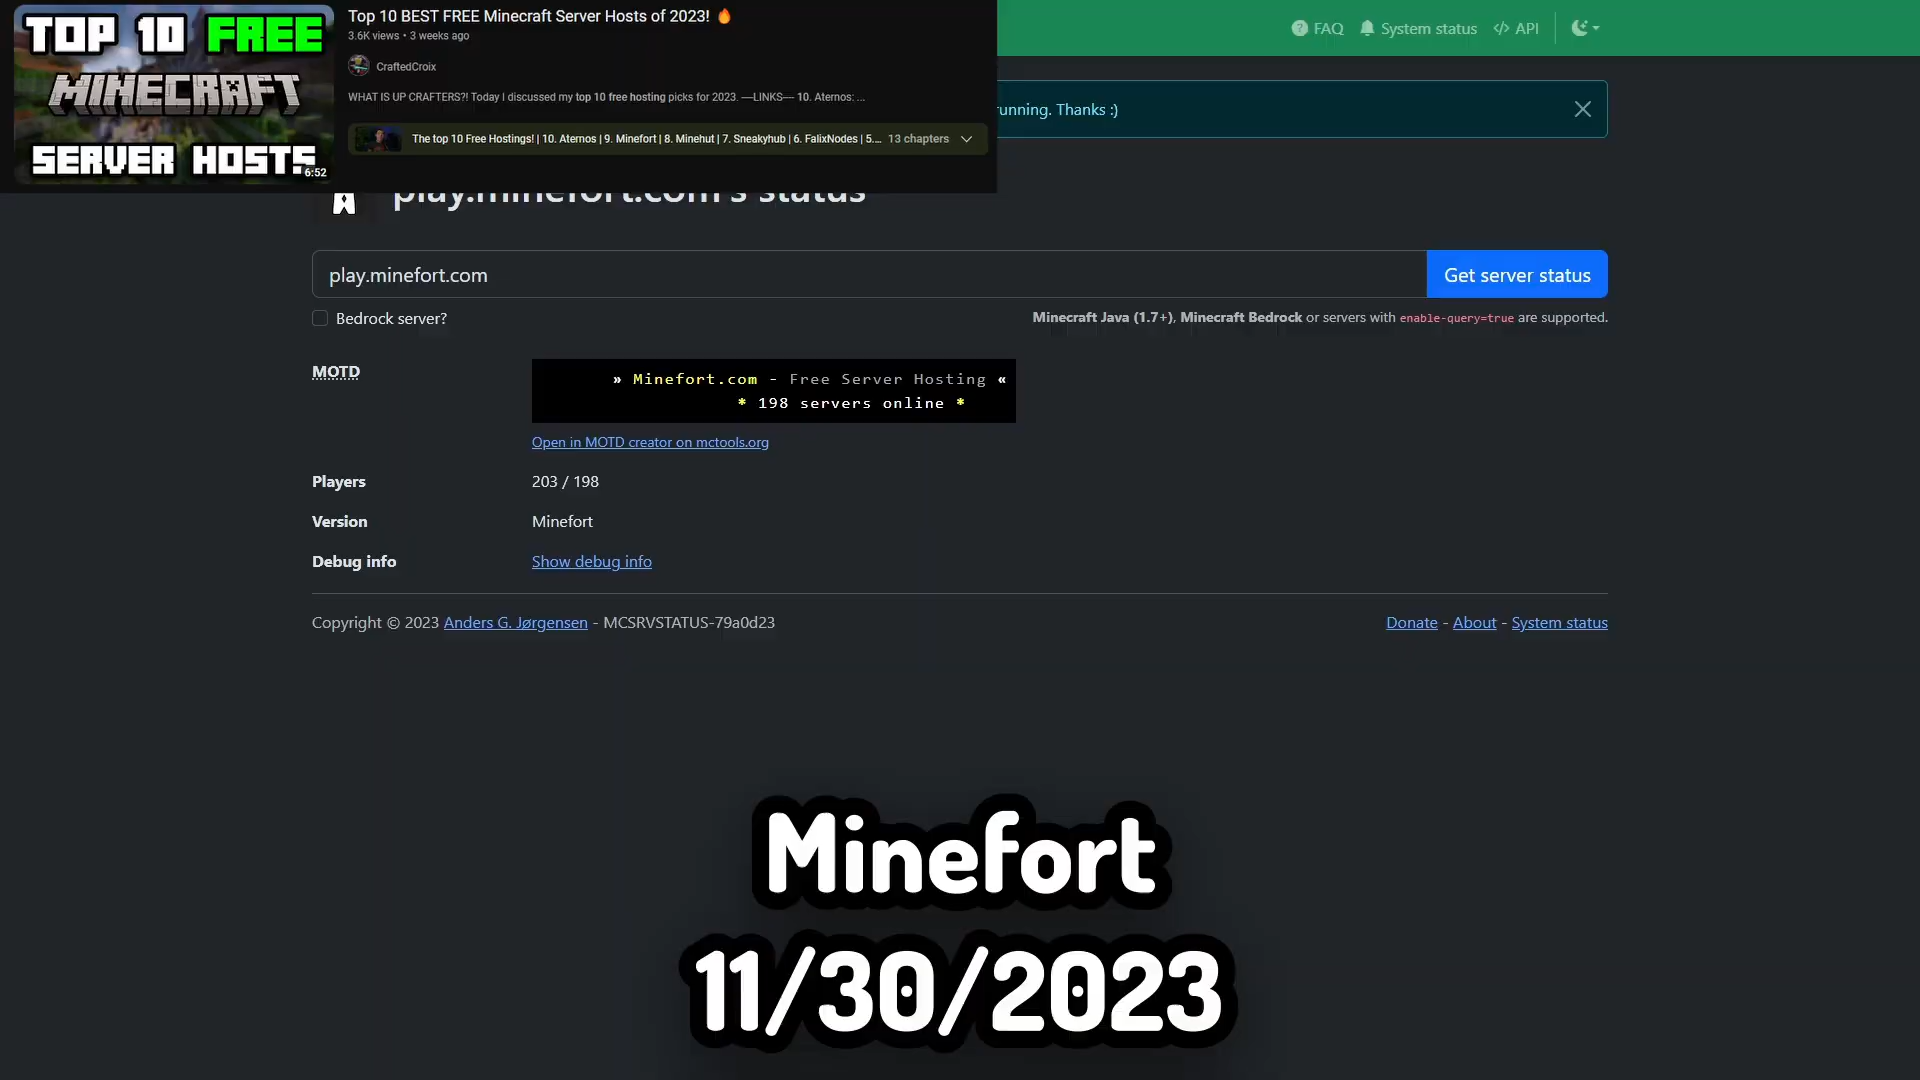 TOP 10 FREE
MINECRAFT
SERVER HOSTS
6:52
Top 10 BEST FREE Minecraft Server Hosts of 2023! 🔥
3.6K views • 3 weeks ago
CraftedCroix
WHAT IS UP CRAFTERS?! Today I discussed my top 10 free hosting picks for 2023. ----LINKS---- 10. Aternos: ...
The top 10 Free Hostings! | 10. Aternos | 9. Minefort | 8. Minehut | 7. Sneakyhub | 6. FalixNodes | 5.... 13 chapters
FAQ System status API
running. Thanks :)
play.minefort.com's status
play.minefort.com
Get server status
Bedrock server?
Minecraft Java (1.7+), Minecraft Bedrock or servers with enable-query=true are supported.
MOTD
» Minefort.com - Free Server Hosting «
* 198 servers online *
Open in MOTD creator on mctools.org
Players 203 / 198
Version Minefort
Debug info Show debug info
Copyright © 2023 Anders G. Jørgensen - MCSRVSTATUS-79a0d23
Donate - About - System status
Minefort
11/30/2023